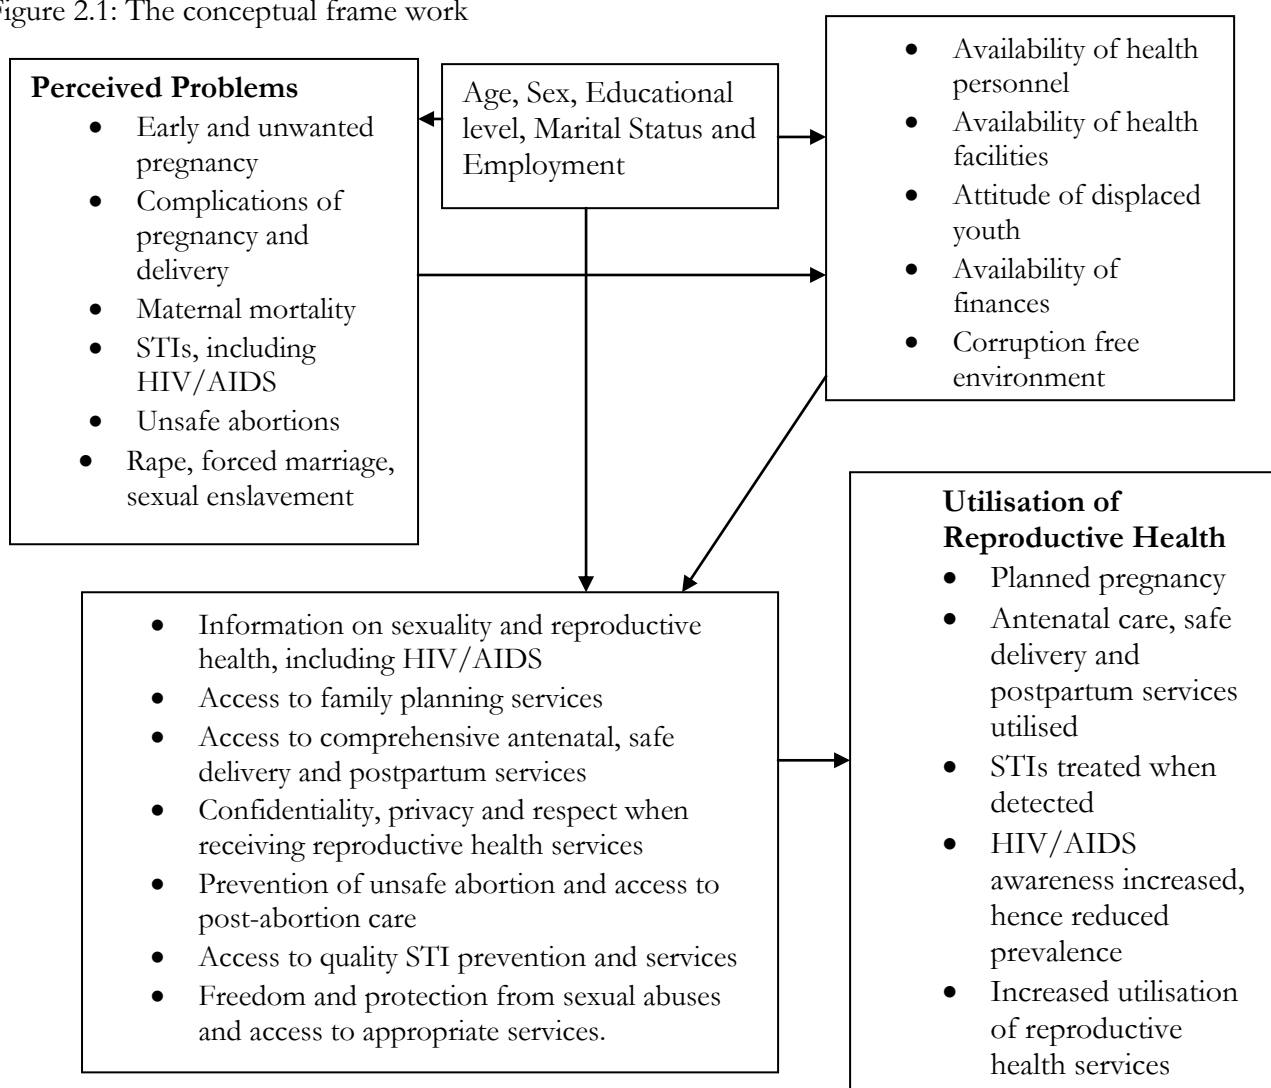 Figure 2.1: The conceptual frame work
Perceived Problems
• Early and unwanted
pregnancy
• Complications of
pregnancy and
delivery
• Maternal mortality
• STIs, including
HIV/AIDS
• Unsafe abortions
• Rape, forced marriage,
sexual enslavement
Age, Sex, Educational
level, Marital Status and
Employment
• Availability of health
personnel
• Availability of health
facilities
• Attitude of displaced
youth
• Availability of
finances
• Corruption free
environment
• Information on sexuality and reproductive
health, including HIV/AIDS
• Access to family planning services
• Access to comprehensive antenatal, safe
delivery and postpartum services
• Confidentiality, privacy and respect when
receiving reproductive health services
• Prevention of unsafe abortion and access to
post-abortion care
• Access to quality STI prevention and services
• Freedom and protection from sexual abuses
and access to appropriate services.
Utilisation of
Reproductive Health
• Planned pregnancy
• Antenatal care, safe
delivery and
postpartum services
utilised
• STIs treated when
detected
• HIV/AIDS
awareness increased,
hence reduced
prevalence
• Increased utilisation
of reproductive
health services